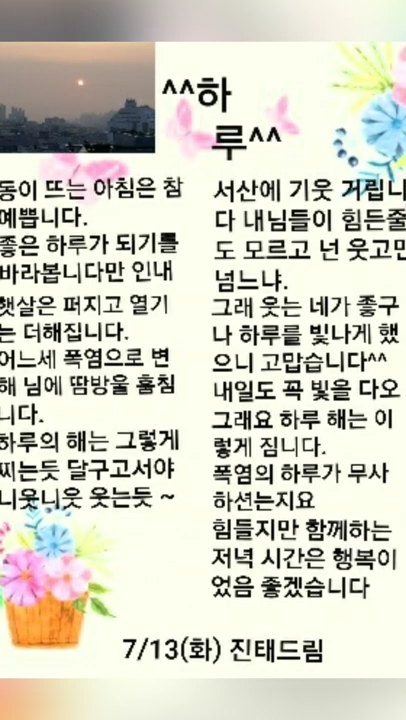 ^^하
루^^
동이 뜨는 아침은 참
예쁩니다.
좋은 하루가 되기를
바라봅니다만 인내
햇살은 퍼지고 열기
는 더해집니다.
어느세 폭염으로 변
해 님에 땀방울 훔침
니다.
하루의 해는 그렇게
찌는듯 달구고서야
니웃니웃 웃는듯 ~
서산에 기웃 거립니
다 내님들이 힘든줄
도 모르고 넌 웃고만
넘느냐.
그래 웃는 네가 좋구
나 하루를 빛나게 했
으니 고맙습니다^^
내일도 꼭 빛을 다오
그래요 하루 해는 이
렇게 짐니다.
폭염의 하루가 무사
하션는지요
힘들지만 함께하는
저녁 시간은 행복이
었음 좋겠습니다
7/13(화) 진태드림